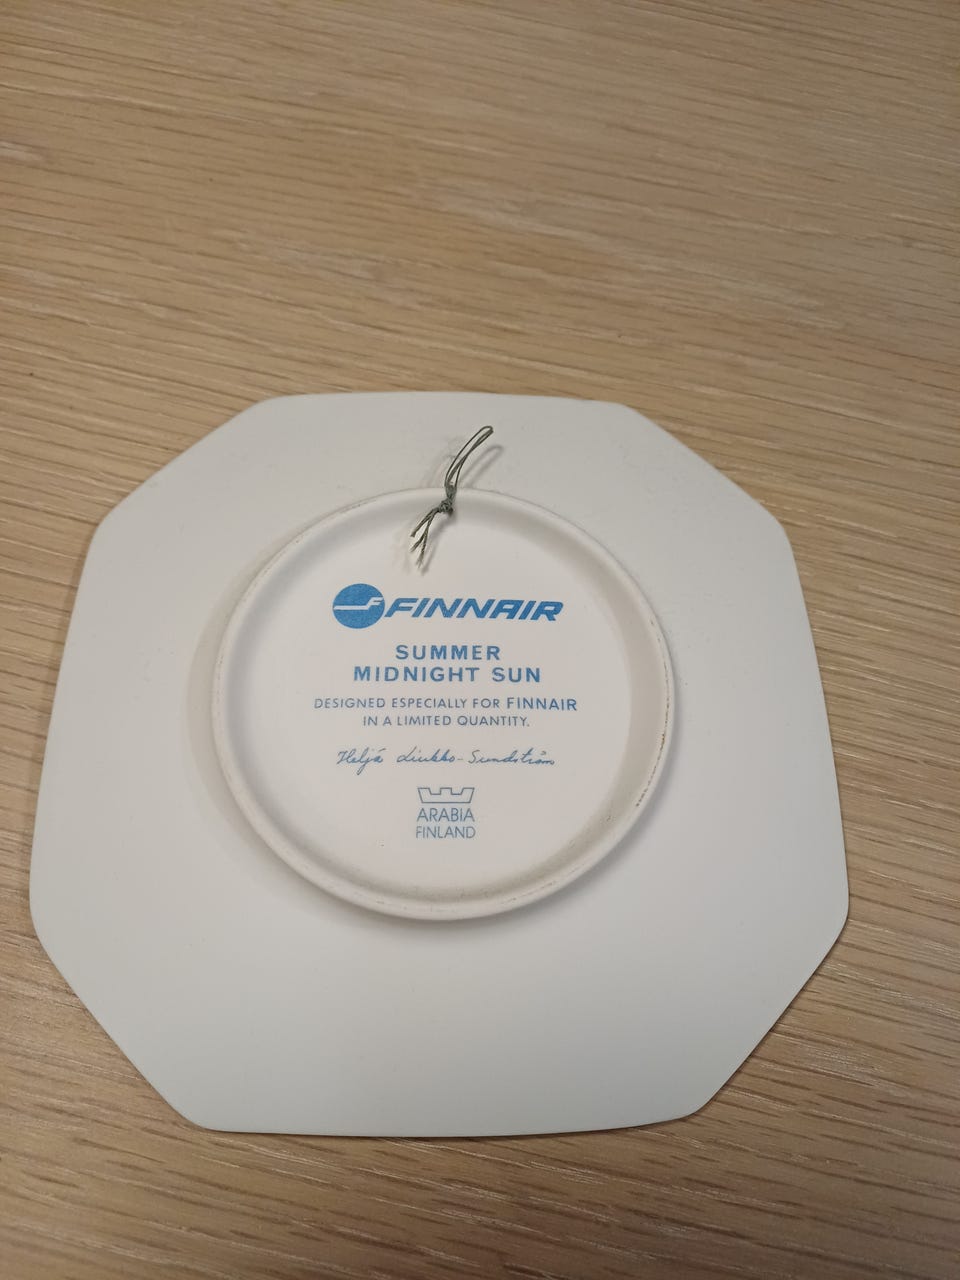 FINNAIR
SUMMER
MIDNIGHT SUN
DESIGNED ESPECIALLY FOR FINNAIR
IN A LIMITED QUANTITY.
Heljä Liukko-Sundström
ARABIA
FINLAND